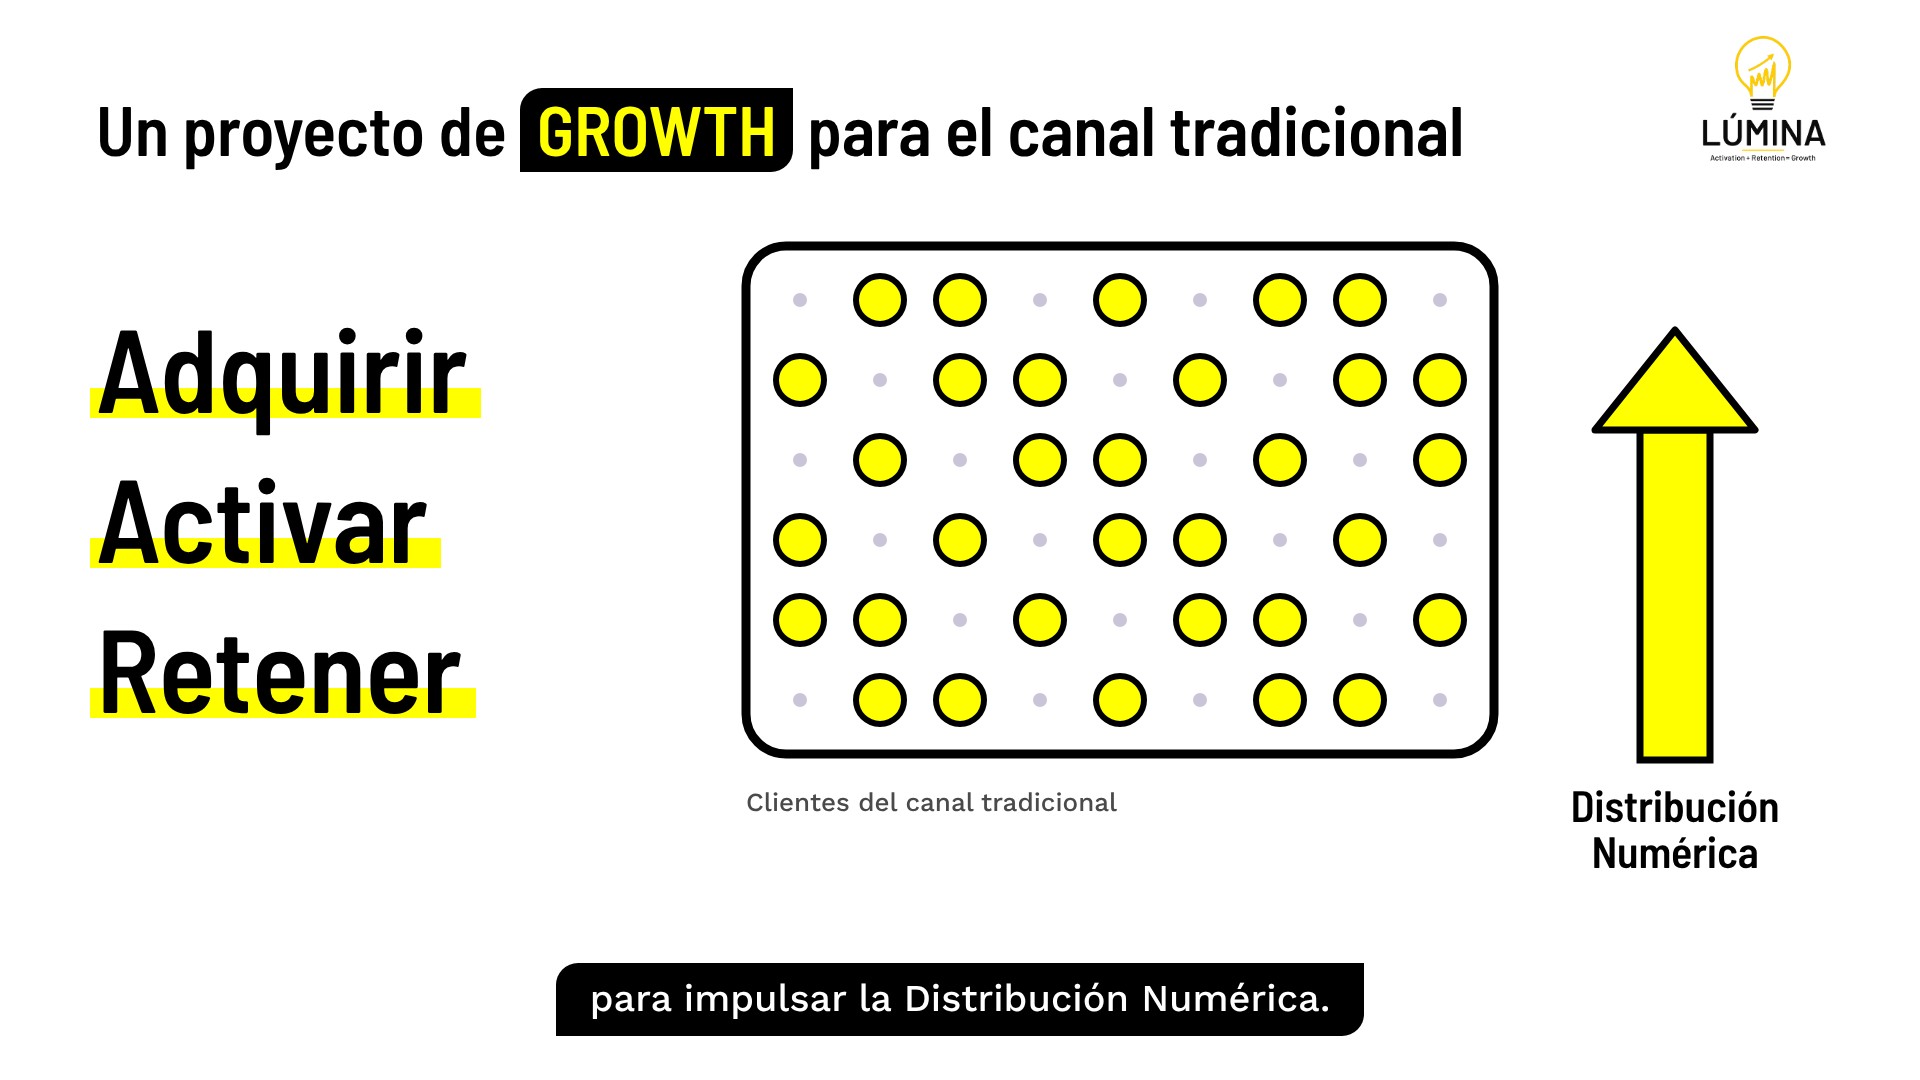 Un proyecto de GROWTH para el canal tradicional
LÚMINA
Activation + Retention = Growth
Adquirir
Activar
Retener
Clientes del canal tradicional
Distribución
Numérica
para impulsar la Distribución Numérica.